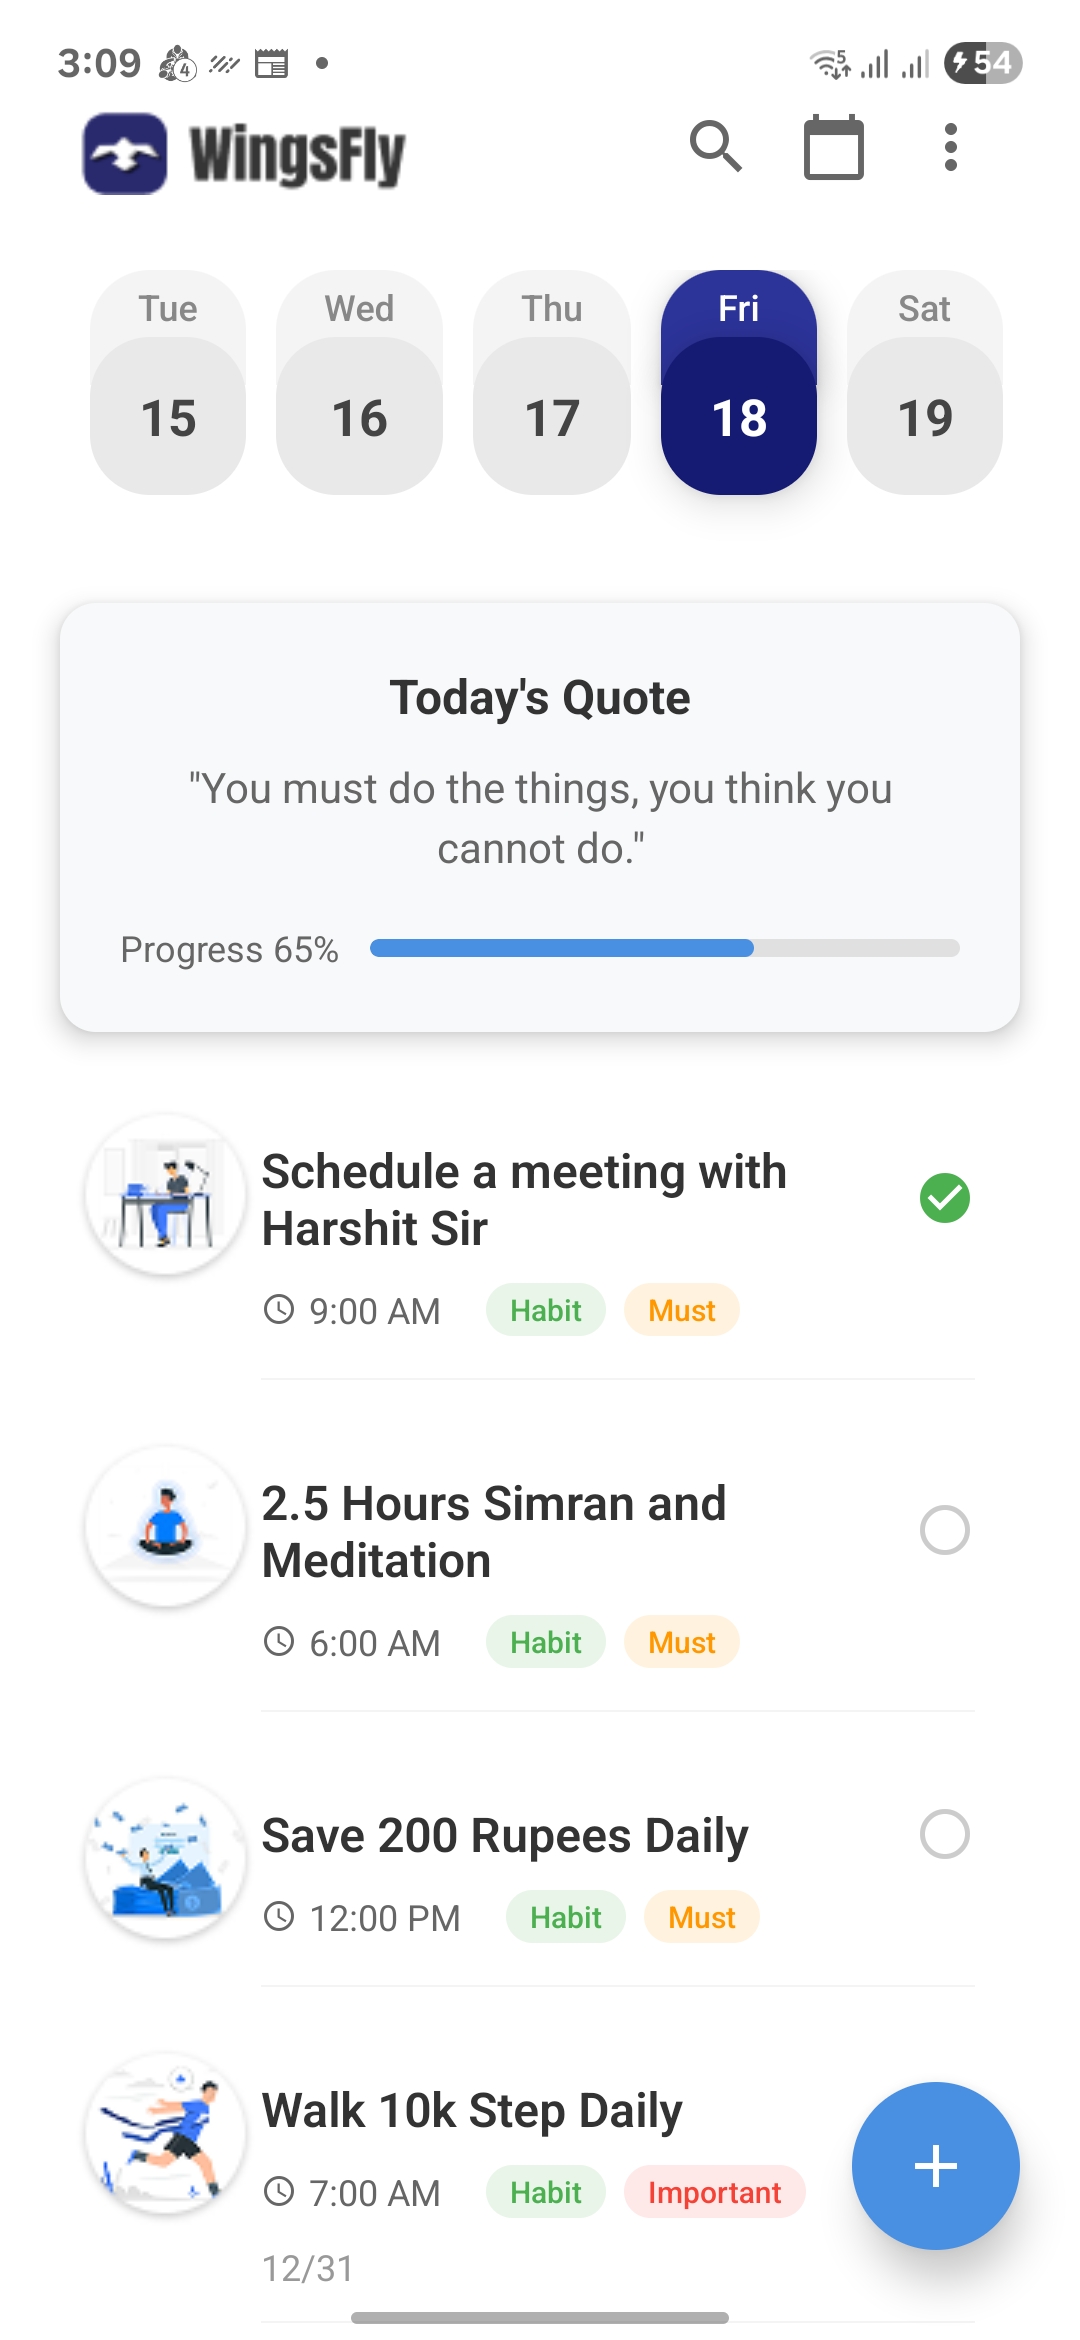 3:09
4
5
54
WingsFly
Tue Wed Thu Fri Sat
15 16 17 18 19
Today's Quote
"You must do the things, you think you
cannot do."
Progress 65%
Schedule a meeting with
Harshit Sir
9:00 AM Habit Must
2.5 Hours Simran and
Meditation
6:00 AM Habit Must
Save 200 Rupees Daily
12:00 PM Habit Must
Walk 10k Step Daily
7:00 AM Habit Important
12/31